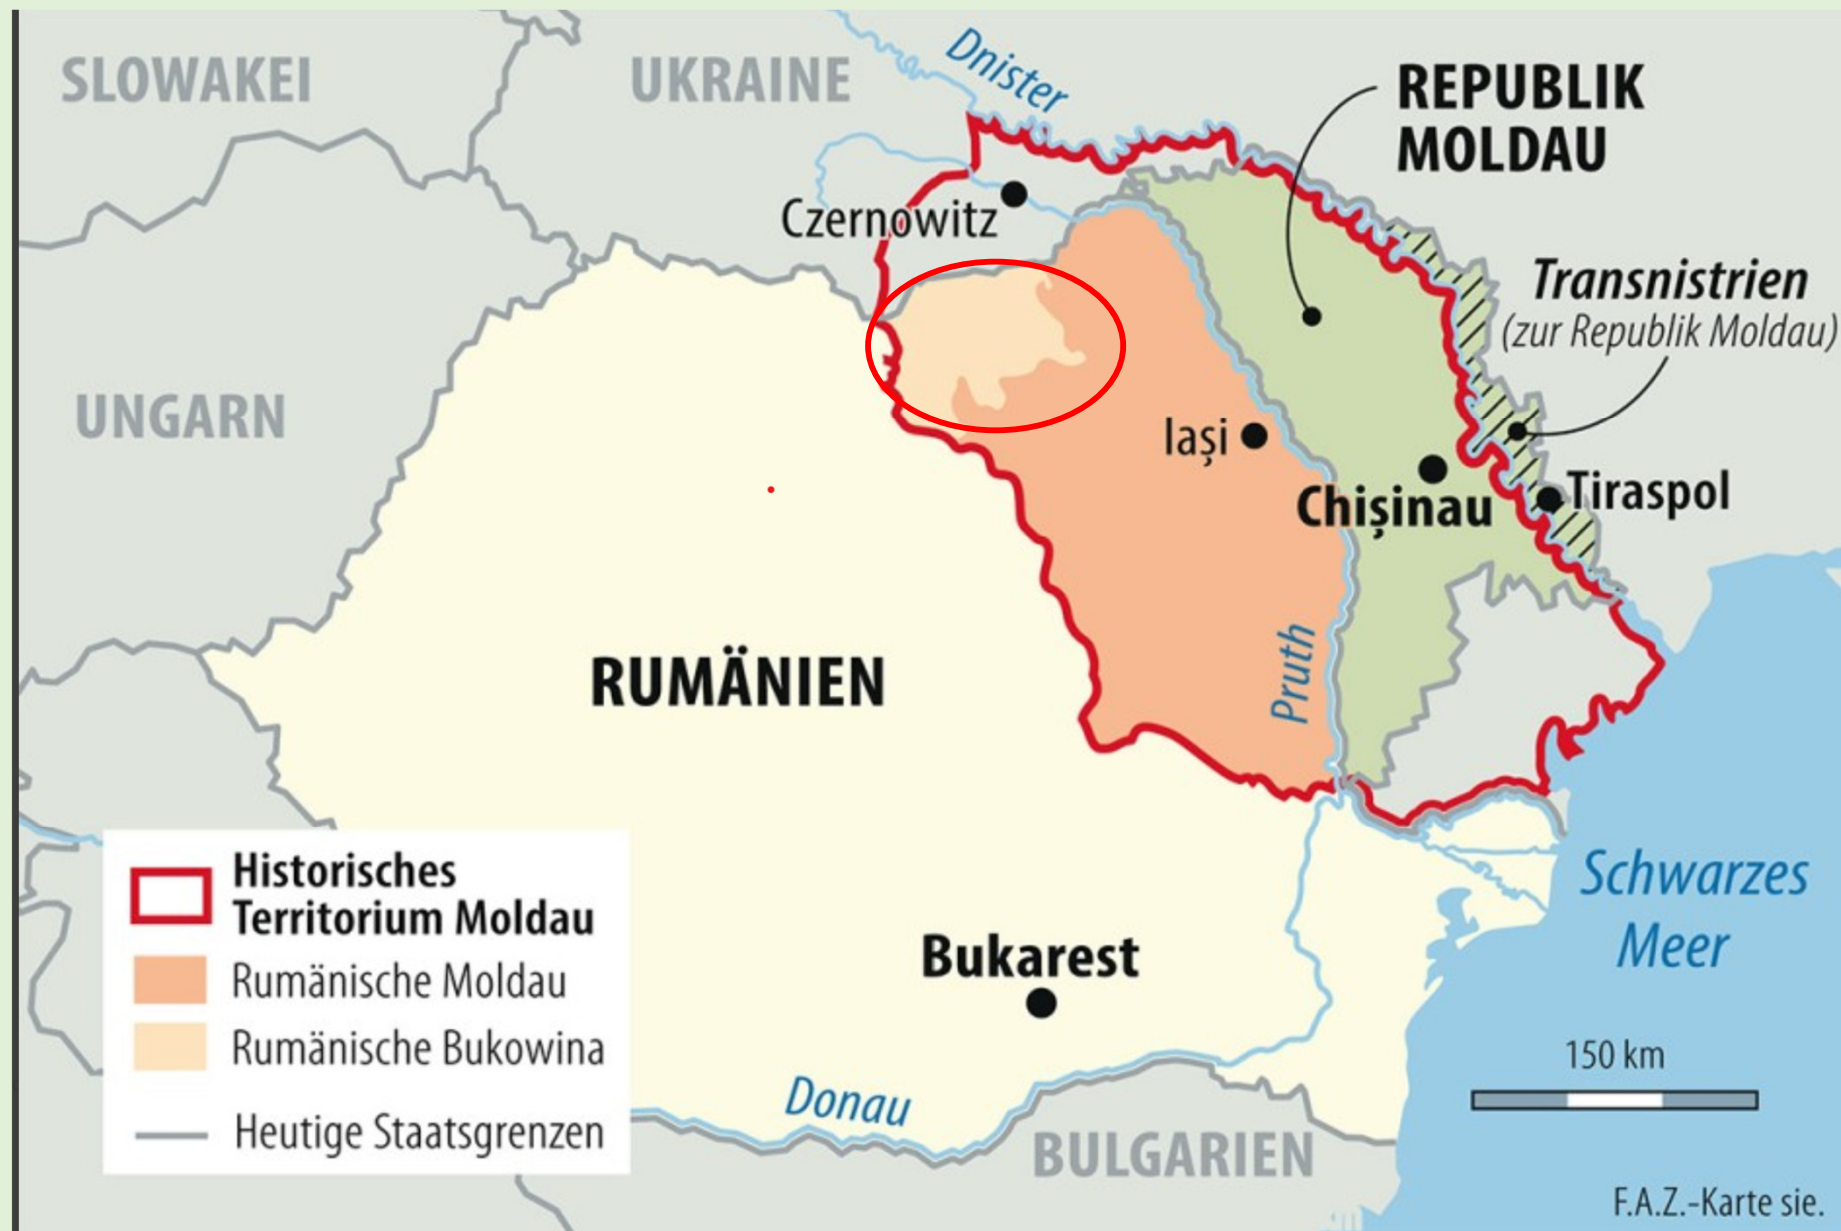 SLOWAKEI
UKRAINE
Dnister
REPUBLIK
MOLDAU
Czernowitz
Transnistrien
(zur Republik Moldau)
UNGARN
Iași
Chișinau
Tiraspol
RUMÄNIEN
Pruth
Historisches
Territorium Moldau
Rumänische Moldau
Rumänische Bukowina
Heutige Staatsgrenzen
Schwarzes
Meer
Bukarest
150 km
Donau
BULGARIEN
F.A.Z.-Karte sie.